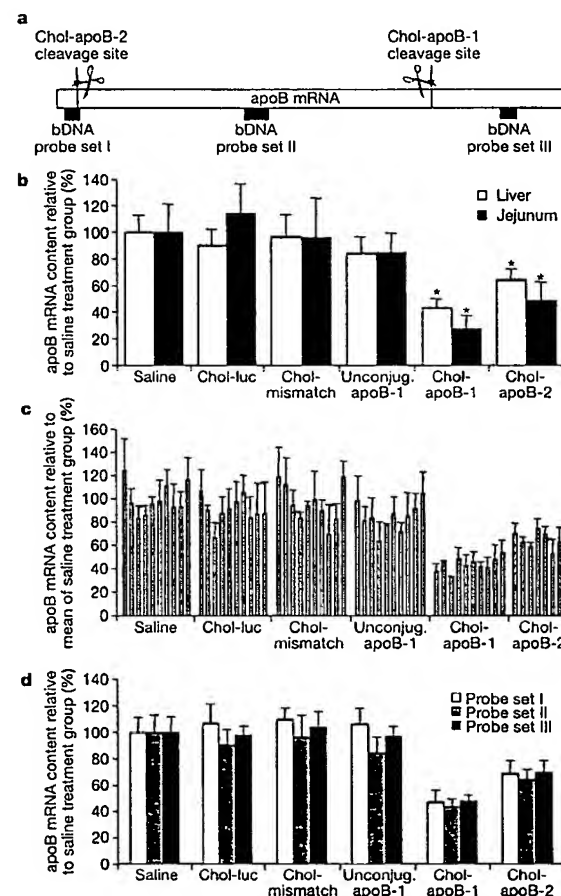 a
Chol-apoB-2 Chol-apoB-1
cleavage site cleavage site
apoB mRNA
bDNA bDNA bDNA
probe set I probe set II probe set III
b
apoB mRNA content relative
to saline treatment group (%)
140
120
100
80
60
40
20
0
Liver
Jejunum
* * * *
Saline Chol-luc Chol- Unconjug. Chol- Chol-
mismatch apoB-1 apoB-1 apoB-2
c
apoB mRNA content relative to
mean of saline treatment group (%)
160
140
120
100
80
60
40
20
0
Saline Chol-luc Chol- Unconjug. Chol- Chol-
mismatch apoB-1 apoB-1 apoB-2
d
apoB mRNA content relative
to saline treatment group (%)
140
120
100
80
60
40
20
0
Probe set I
Probe set II
Probe set III
Saline Chol-luc Chol- Unconjug. Chol- Chol-
mismatch apoB-1 apoB-1 apoB-2